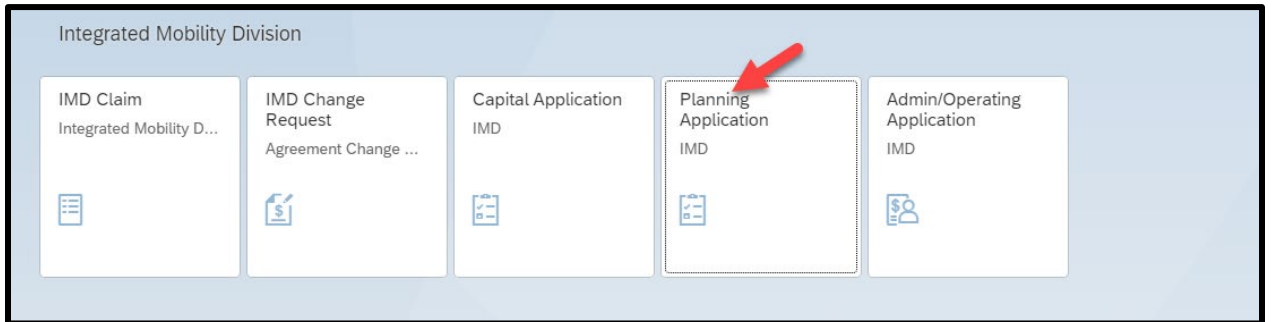 Integrated Mobility Division
IMD Claim
Integrated Mobility D...
IMD Change
Request
Agreement Change ...
$
Capital Application
IMD
Planning
Application
IMD
Admin/Operating
Application
IMD
$